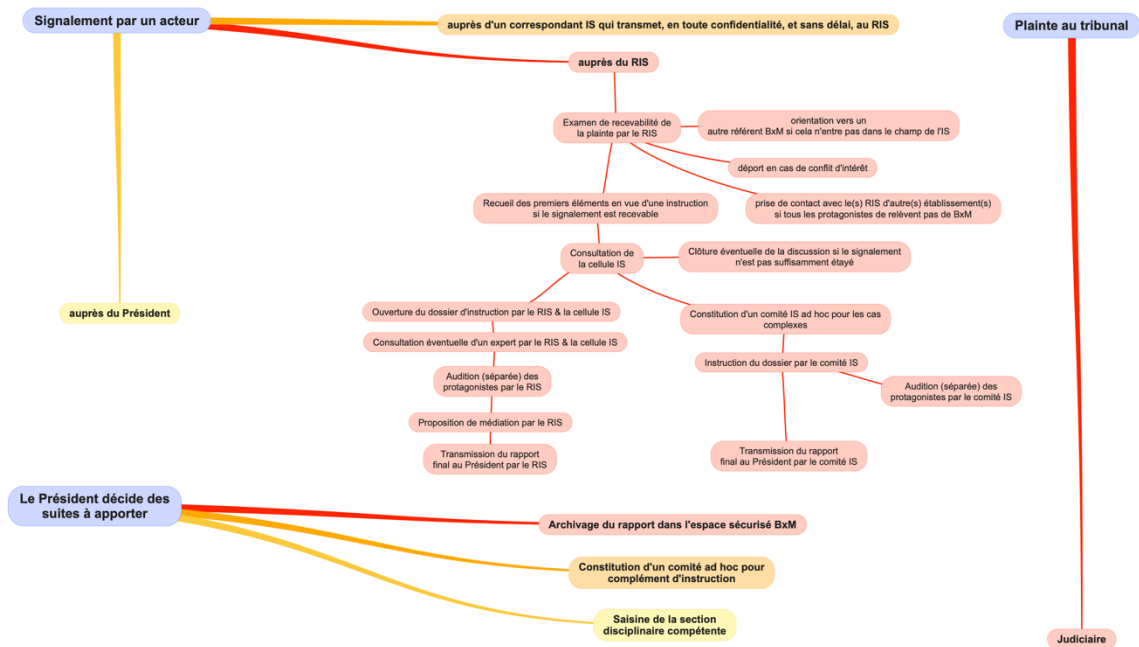 Signalement par un acteur
auprès d'un correspondant IS qui transmet, en toute confidentialité, et sans délai, au RIS
Plainte au tribunal
auprès du RIS
Examen de recevabilité de
la plainte par le RIS
orientation vers un
autre référent BxM si cela n'entre pas dans le champ de l'IS
déport en cas de conflit d'intérêt
Recueil des premiers éléments en vue d'une instruction
si le signalement est recevable
prise de contact avec le(s) RIS d'autre(s) établissement(s)
si tous les protagonistes de relèvent pas de BxM
Consultation de
la cellule IS
Clôture éventuelle de la discussion si le signalement
n'est pas suffisamment étayé
auprès du Président
Ouverture du dossier d'instruction par le RIS & la cellule IS
Constitution d'un comité IS ad hoc pour les cas
complexes
Consultation éventuelle d'un expert par le RIS & la cellule IS
Instruction du dossier par le comité IS
Audition (séparée) des
protagonistes par le RIS
Audition (séparée) des
protagonistes par le comité IS
Proposition de médiation par le RIS
Transmission du rapport
final au Président par le RIS
Transmission du rapport
final au Président par le comité IS
Le Président décide des
suites à apporter
Archivage du rapport dans l'espace sécurisé BxM
Constitution d'un comité ad hoc pour
complément d'instruction
Saisine de la section
disciplinaire compétente
Judiciaire